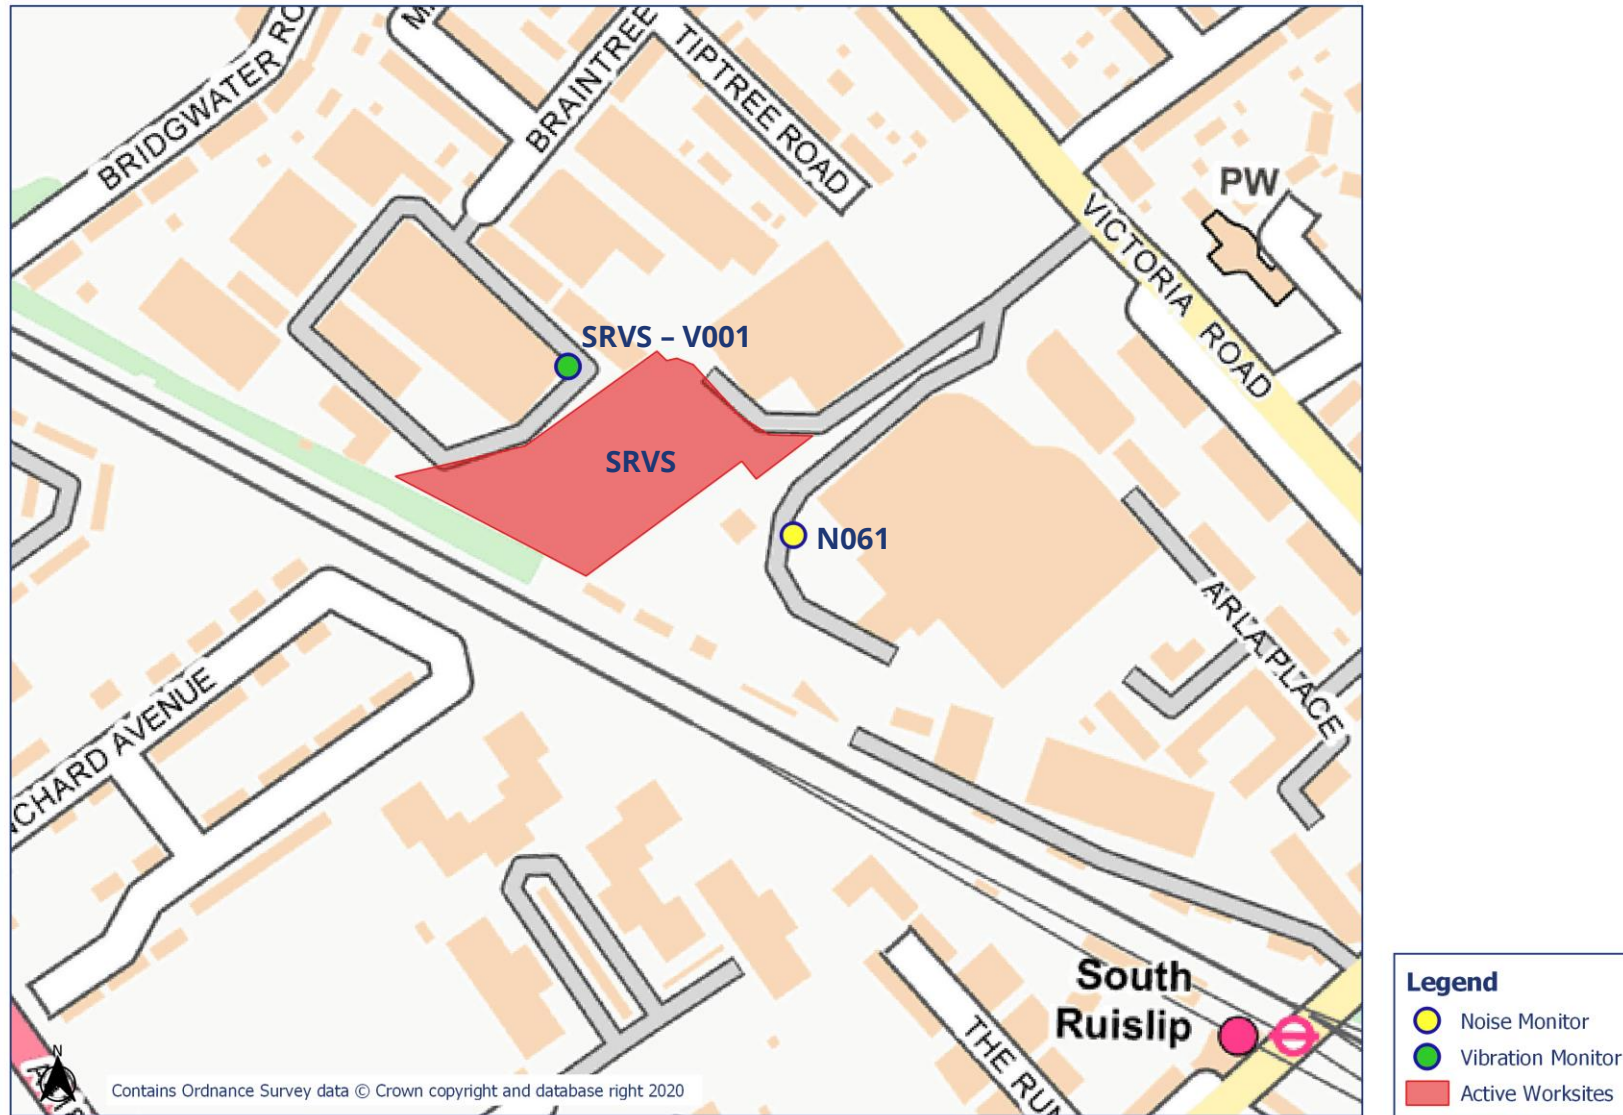 BRIDGWATER RO
M
BRAINTREE
TIPTREE ROAD
VICTORIA ROAD
PW
SRVS – V001
SRVS
N061
ARLA PLACE
CHARD AVENUE
South
Ruislip
THE RUN
N
Contains Ordnance Survey data © Crown copyright and database right 2020
Legend
Noise Monitor
Vibration Monitor
Active Worksites